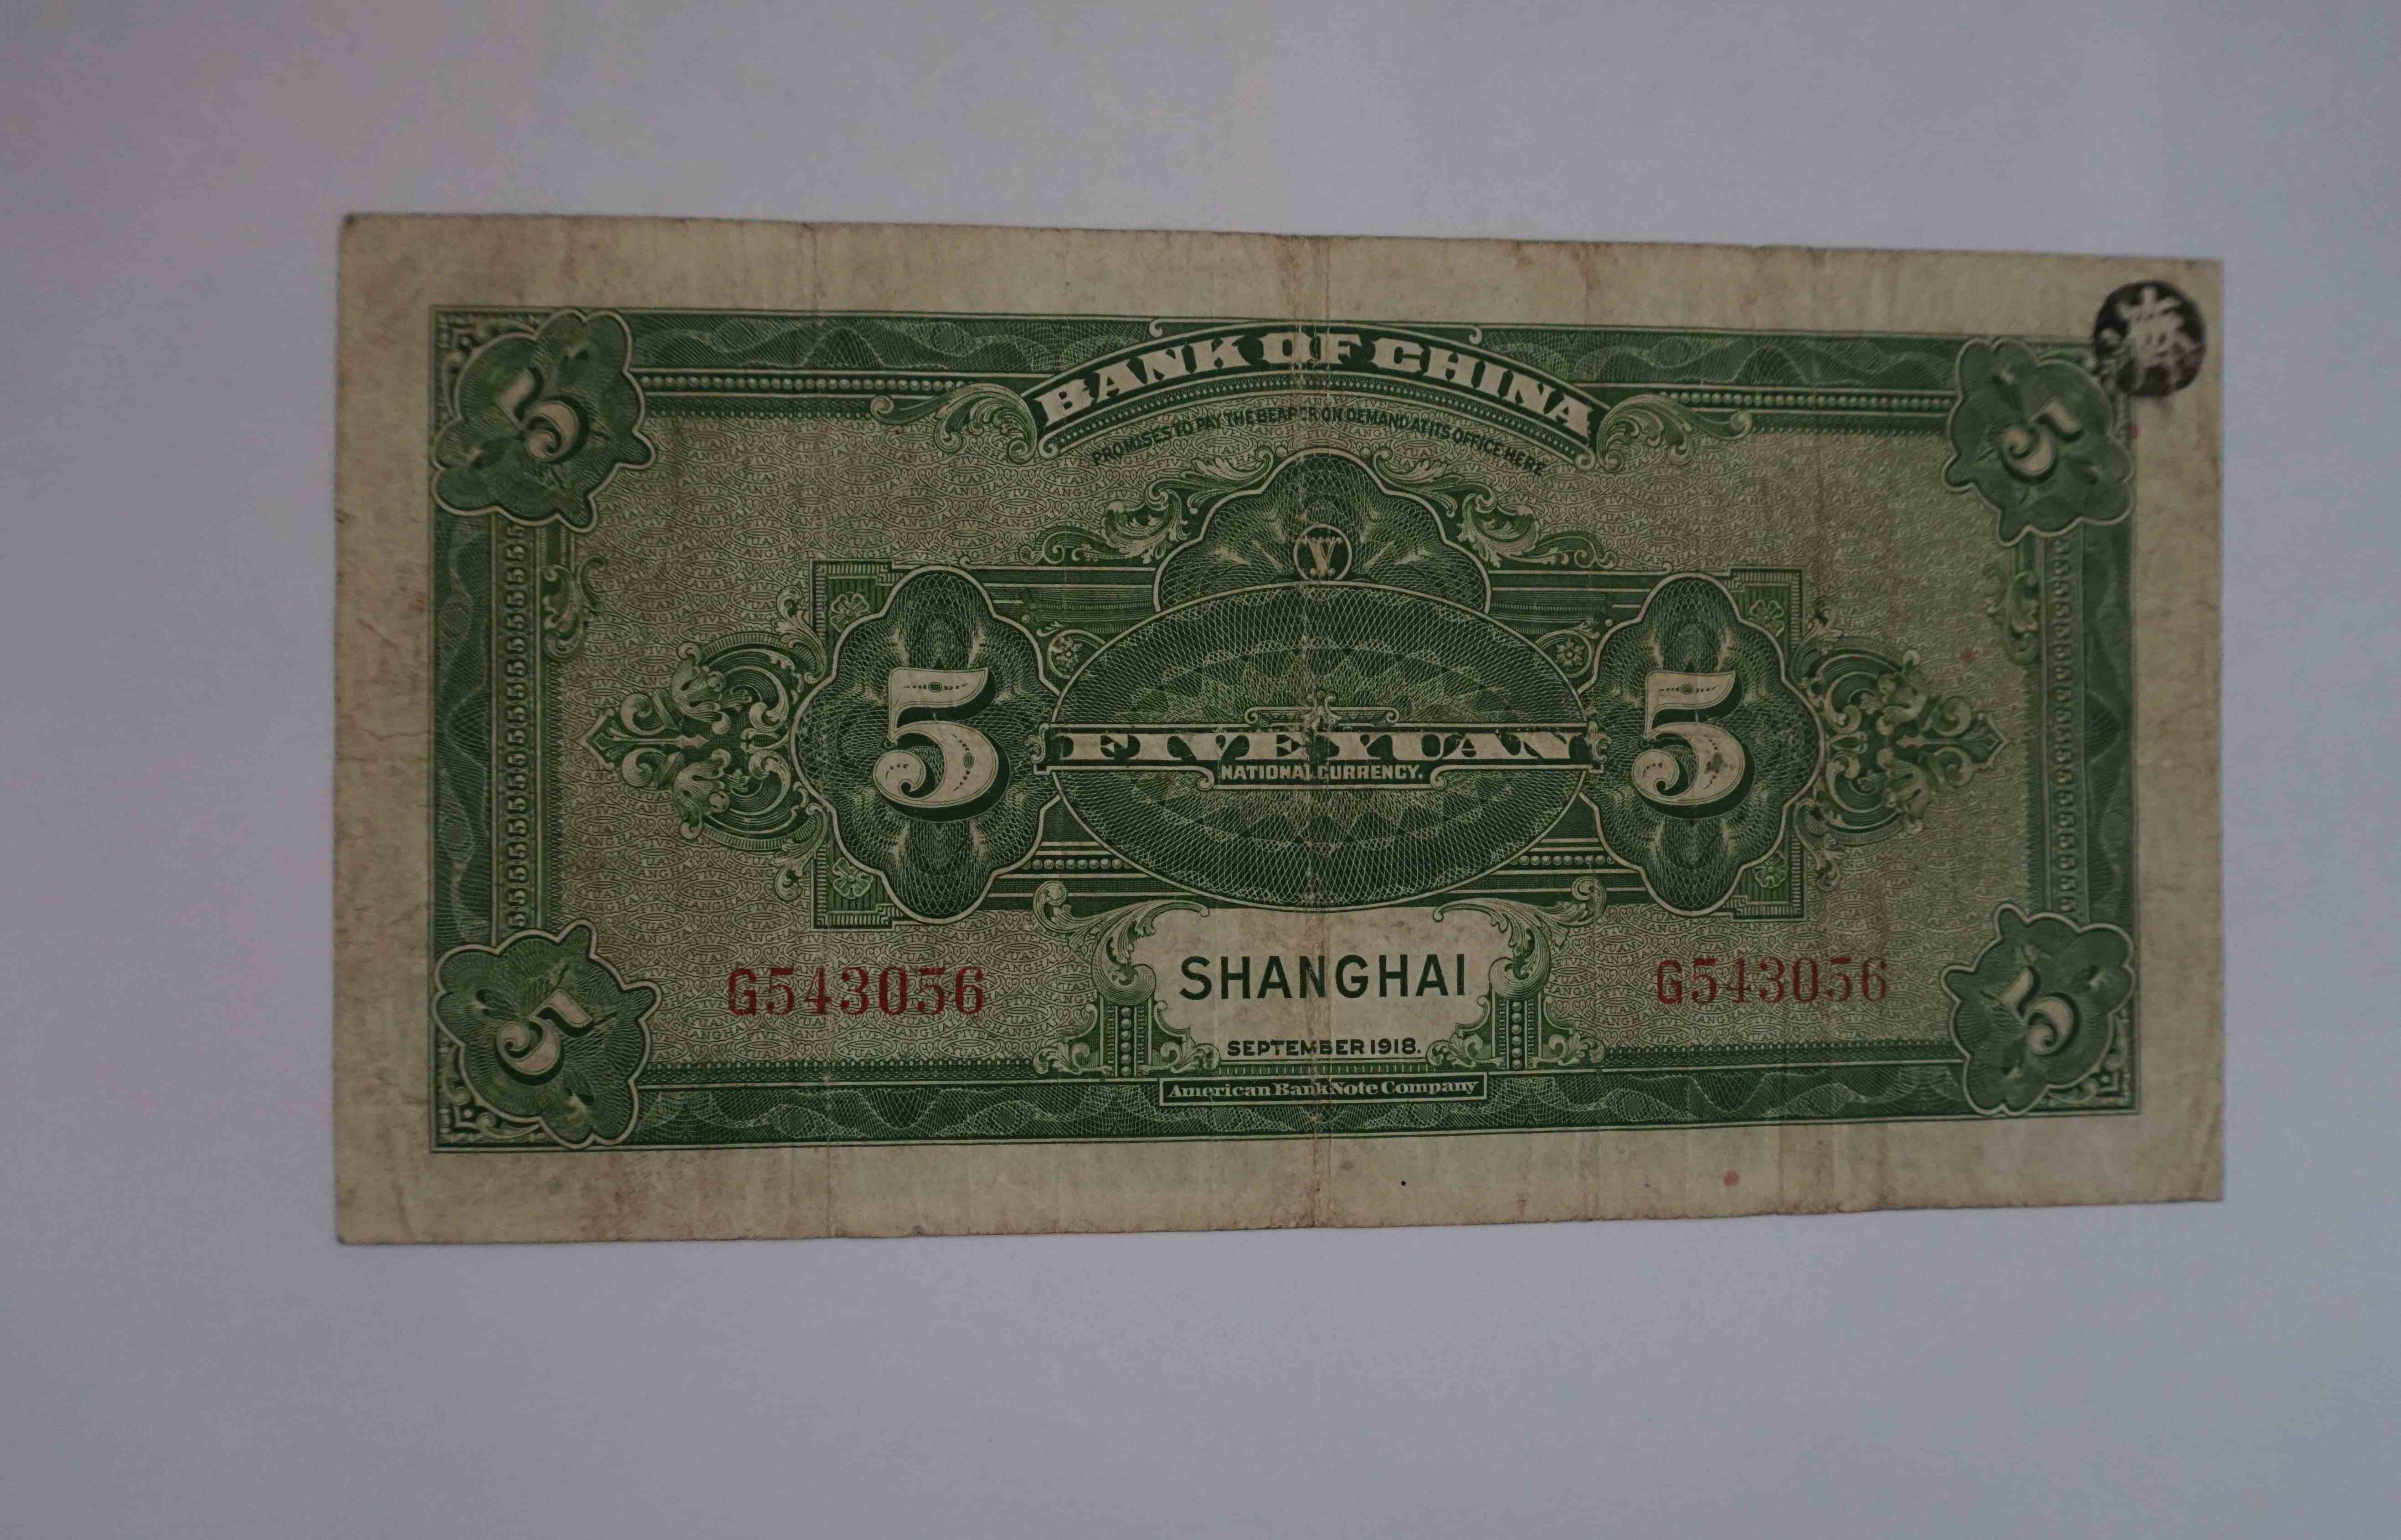 BANK OF CHINA
PROMISES TO PAY THE BEARER ON DEMAND AT ITS OFFICE HERE
5
5
V
5
FIVE YUAN
5
NATIONAL CURRENCY.
G543056
SHANGHAI
G543056
SEPTEMBER 1918.
5
5
American Bank Note Company